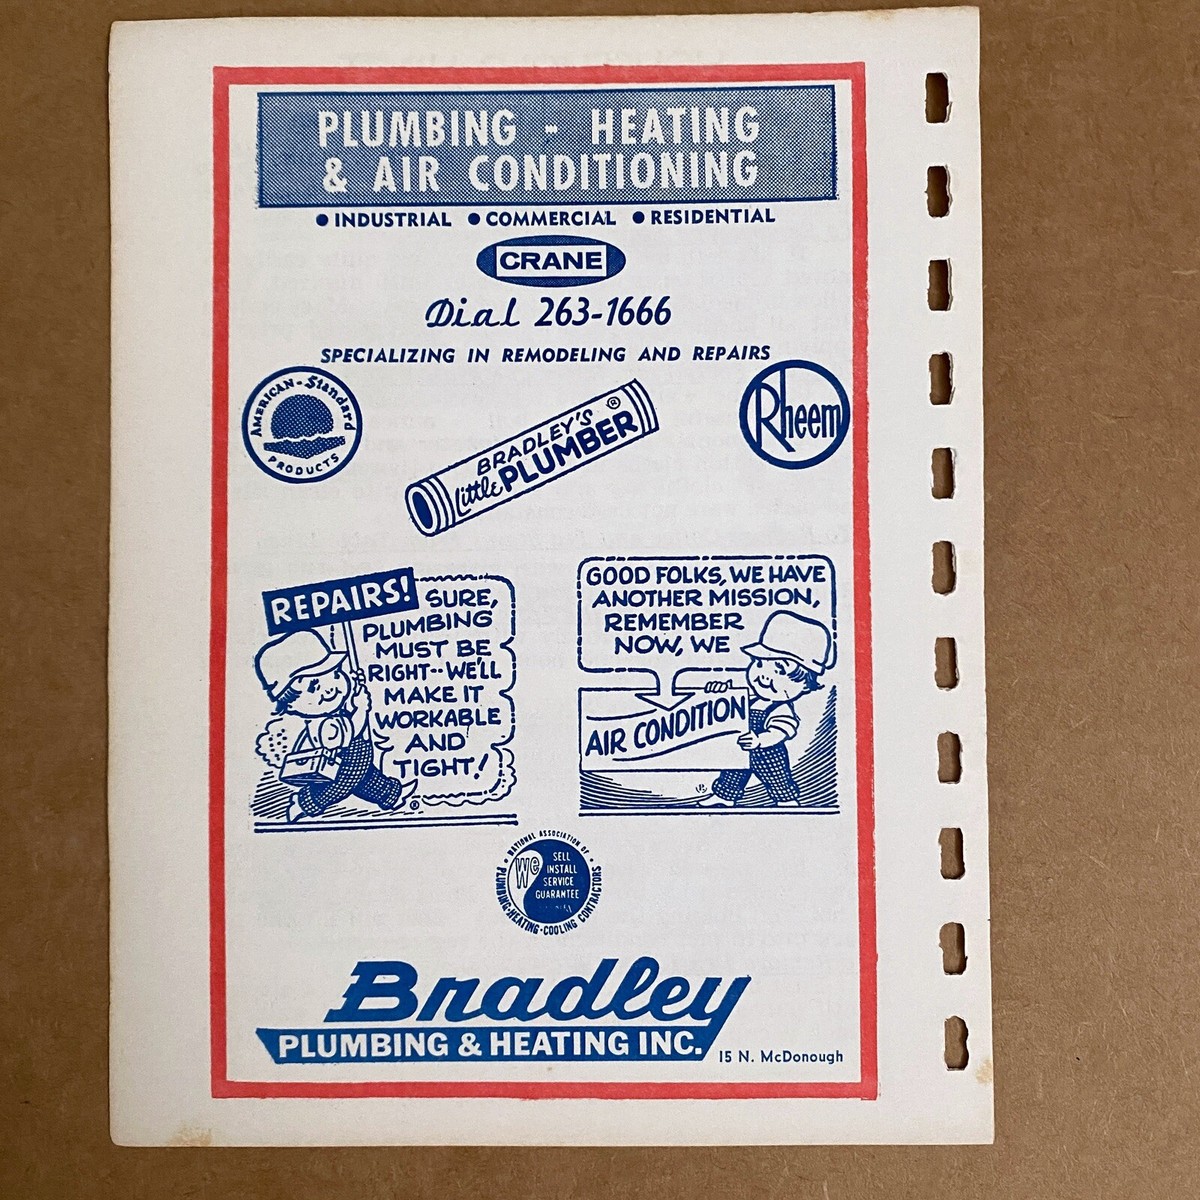 PLUMBING - HEATING
& AIR CONDITIONING
• INDUSTRIAL • COMMERCIAL • RESIDENTIAL
CRANE
Dial 263-1666
SPECIALIZING IN REMODELING AND REPAIRS
AMERICAN-Standard
PRODUCTS
BRADLEY'S ®
Little PLUMBER
Rheem
REPAIRS!
SURE,
PLUMBING
MUST BE
RIGHT--WE'LL
MAKE IT
WORKABLE
AND
TIGHT!
®
GOOD FOLKS, WE HAVE
ANOTHER MISSION,
REMEMBER
NOW, WE
AIR CONDITION
NATIONAL ASSOCIATION OF
PLUMBING-HEATING-COOLING CONTRACTORS
We
SELL
INSTALL
SERVICE
GUARANTEE
Bradley
PLUMBING & HEATING INC.
15 N. McDonough